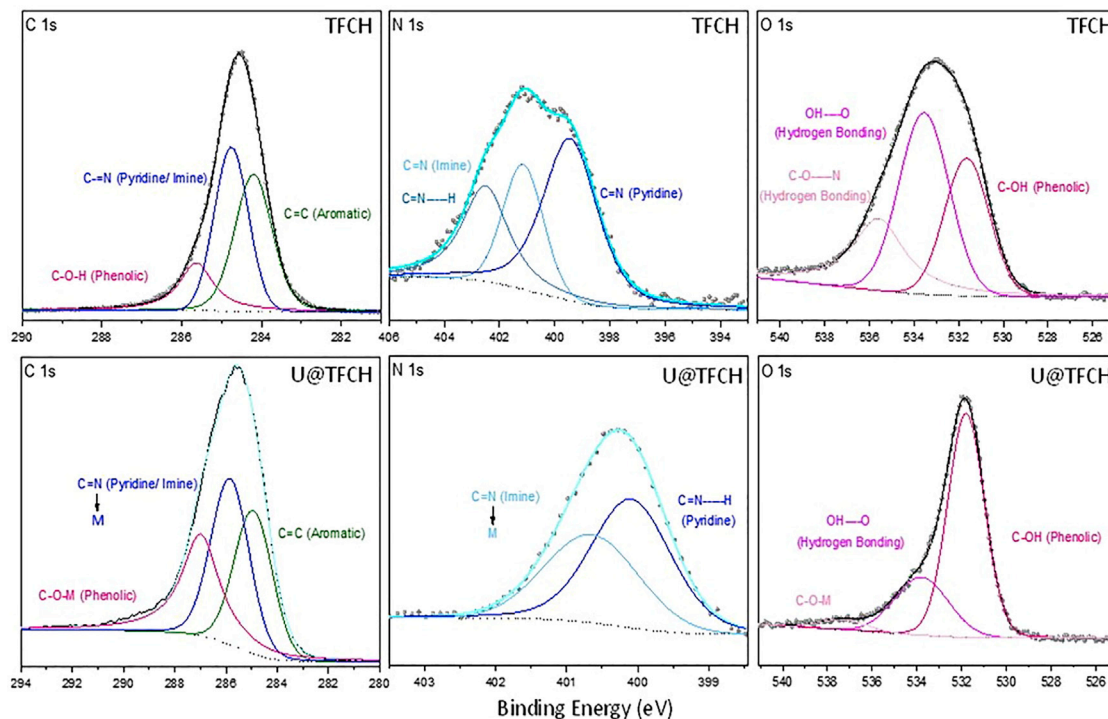 C 1s
TFCH
C-=N (Pyridine/ Imine)
C=C (Aromatic)
C-O-H (Phenolic)
290 288 286 284 282
N 1s
TFCH
C=N (Imine)
C=N-----H
C=N (Pyridine)
406 404 402 400 398 396 394
O 1s
TFCH
OH----O
(Hydrogen Bonding)
C-O----N
(Hydrogen Bonding)
C-OH (Phenolic)
540 538 536 534 532 530 528 526
C 1s
U@TFCH
C=N (Pyridine/ Imine)
M
C=C (Aromatic)
C-O-M (Phenolic)
294 292 290 288 286 284 282 280
N 1s
U@TFCH
C=N (Imine)
M
C=N-----H
(Pyridine)
403 402 401 400 399
O 1s
U@TFCH
OH----O
(Hydrogen Bonding)
C-OH (Phenolic)
C-O-M
540 538 536 534 532 530 528 526
Binding Energy (eV)